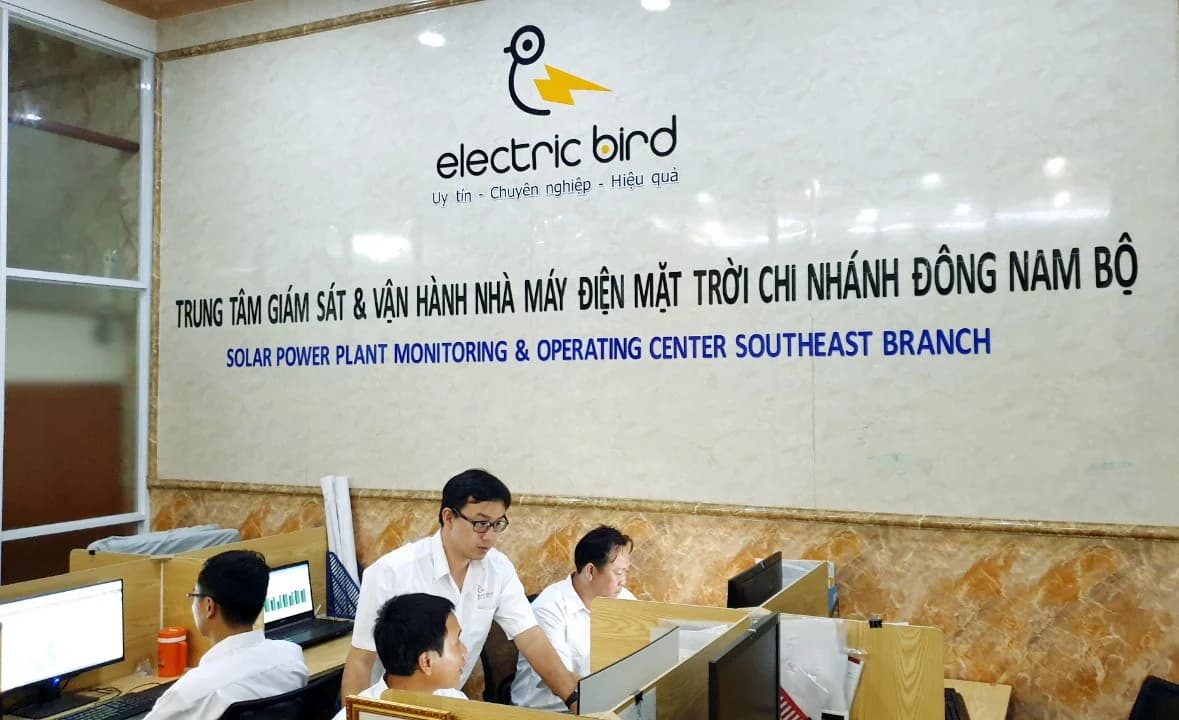 electric bird
Uy tín - Chuyên nghiệp - Hiệu quả
TRUNG TÂM GIÁM SÁT & VẬN HÀNH NHÀ MÁY ĐIỆN MẶT TRỜI CHI NHÁNH ĐÔNG NAM BỘ
SOLAR POWER PLANT MONITORING & OPERATING CENTER SOUTHEAST BRANCH